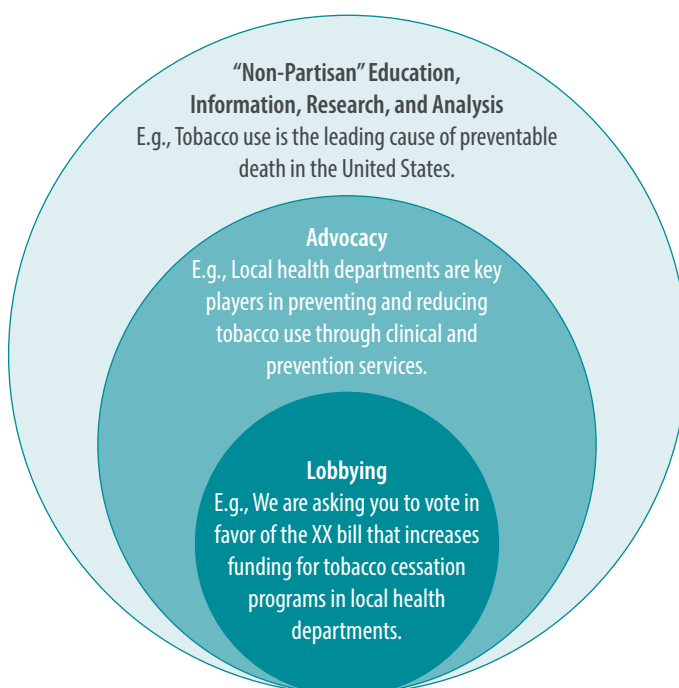 “Non-Partisan” Education,
Information, Research, and Analysis
E.g., Tobacco use is the leading cause of preventable
death in the United States.
Advocacy
E.g., Local health departments are key
players in preventing and reducing
tobacco use through clinical and
prevention services.
Lobbying
E.g., We are asking you to vote in
favor of the XX bill that increases
funding for tobacco cessation
programs in local health
departments.